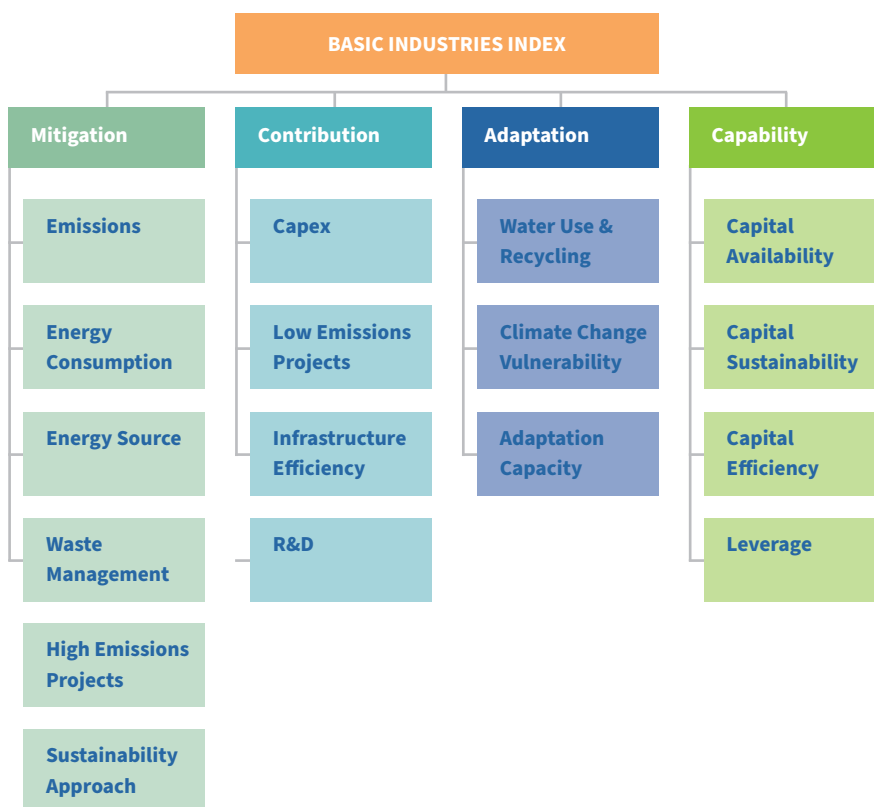 BASIC INDUSTRIES INDEX
Mitigation
Emissions
Energy
Consumption
Energy Source
Waste
Management
High Emissions
Projects
Sustainability
Approach
Contribution
Capex
Low Emissions
Projects
Infrastructure
Efficiency
R&D
Adaptation
Water Use &
Recycling
Climate Change
Vulnerability
Adaptation
Capacity
Capability
Capital
Availability
Capital
Sustainability
Capital
Efficiency
Leverage